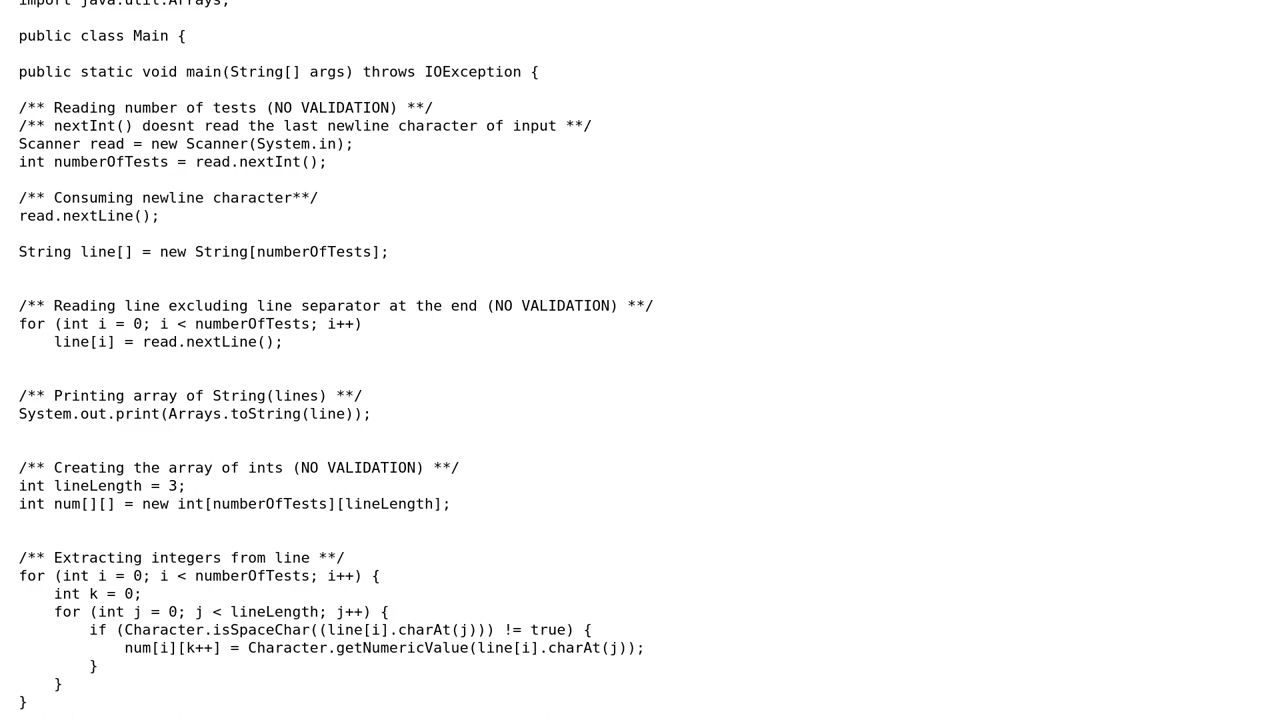 import java.util.Arrays;
public class Main {
public static void main(String[] args) throws IOException {
/** Reading number of tests (NO VALIDATION) **/
/** nextInt() doesnt read the last newline character of input **/
Scanner read = new Scanner(System.in);
int numberOfTests = read.nextInt();
/** Consuming newline character**/
read.nextLine();
String line[] = new String[numberOfTests];
/** Reading line excluding line separator at the end (NO VALIDATION) **/
for (int i = 0; i < numberOfTests; i++)
    line[i] = read.nextLine();
/** Printing array of String(lines) **/
System.out.print(Arrays.toString(line));
/** Creating the array of ints (NO VALIDATION) **/
int lineLength = 3;
int num[][] = new int[numberOfTests][lineLength];
/** Extracting integers from line **/
for (int i = 0; i < numberOfTests; i++) {
    int k = 0;
    for (int j = 0; j < lineLength; j++) {
        if (Character.isSpaceChar((line[i].charAt(j))) != true) {
            num[i][k++] = Character.getNumericValue(line[i].charAt(j));
        }
    }
}